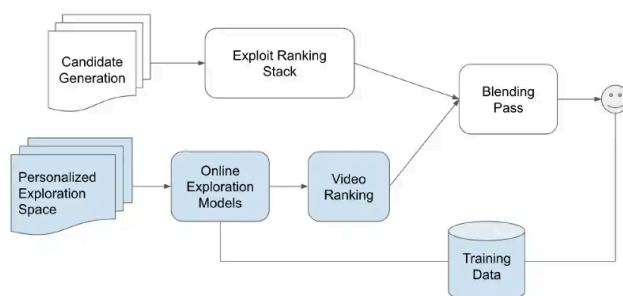 Candidate
Generation
Exploit Ranking
Stack
Blending
Pass
Personalized
Exploration
Space
Online
Exploration
Models
Video
Ranking
Training
Data